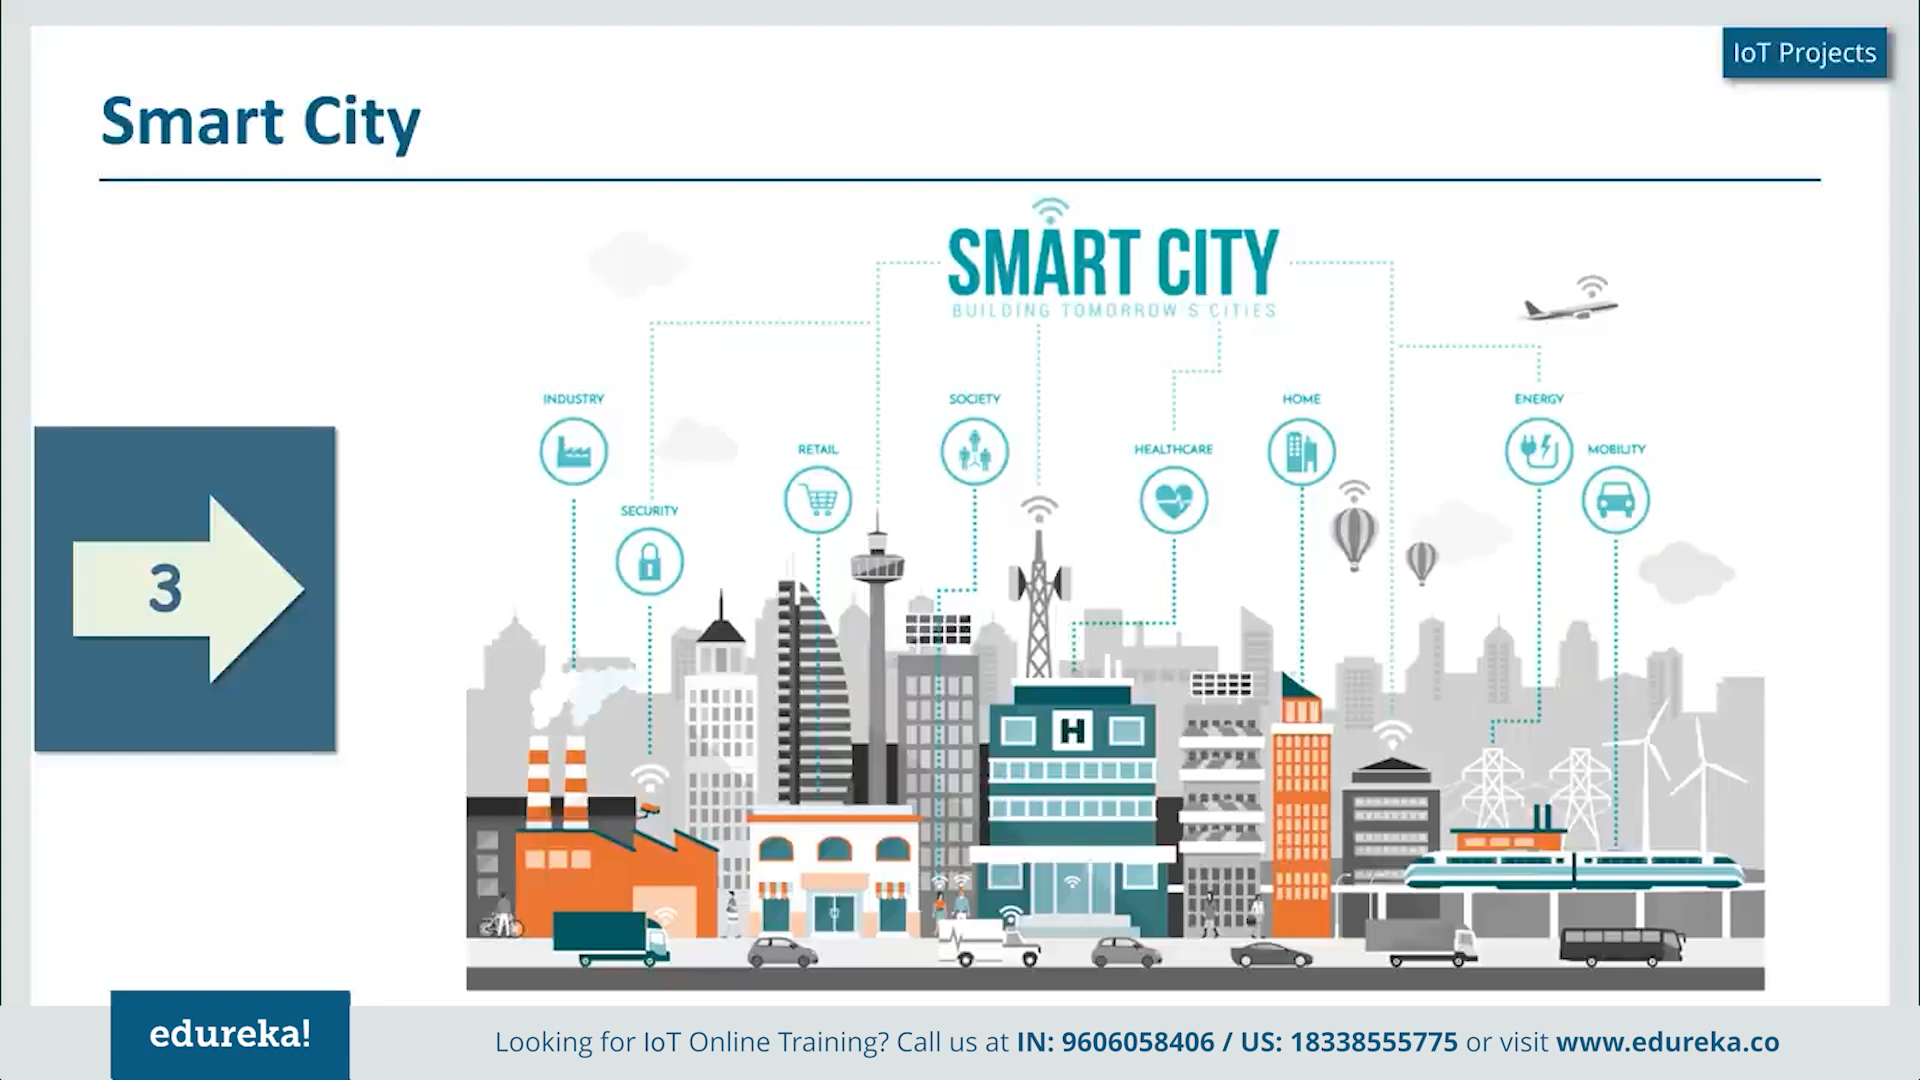 IoT Projects
Smart City
SMART CITY
BUILDING TOMORROW'S CITIES
INDUSTRY
SOCIETY
HOME
ENERGY
RETAIL
HEALTHCARE
MOBILITY
SECURITY
3
H
edureka!
Looking for IoT Online Training? Call us at IN: 9606058406 / US: 18338555775 or visit www.edureka.co